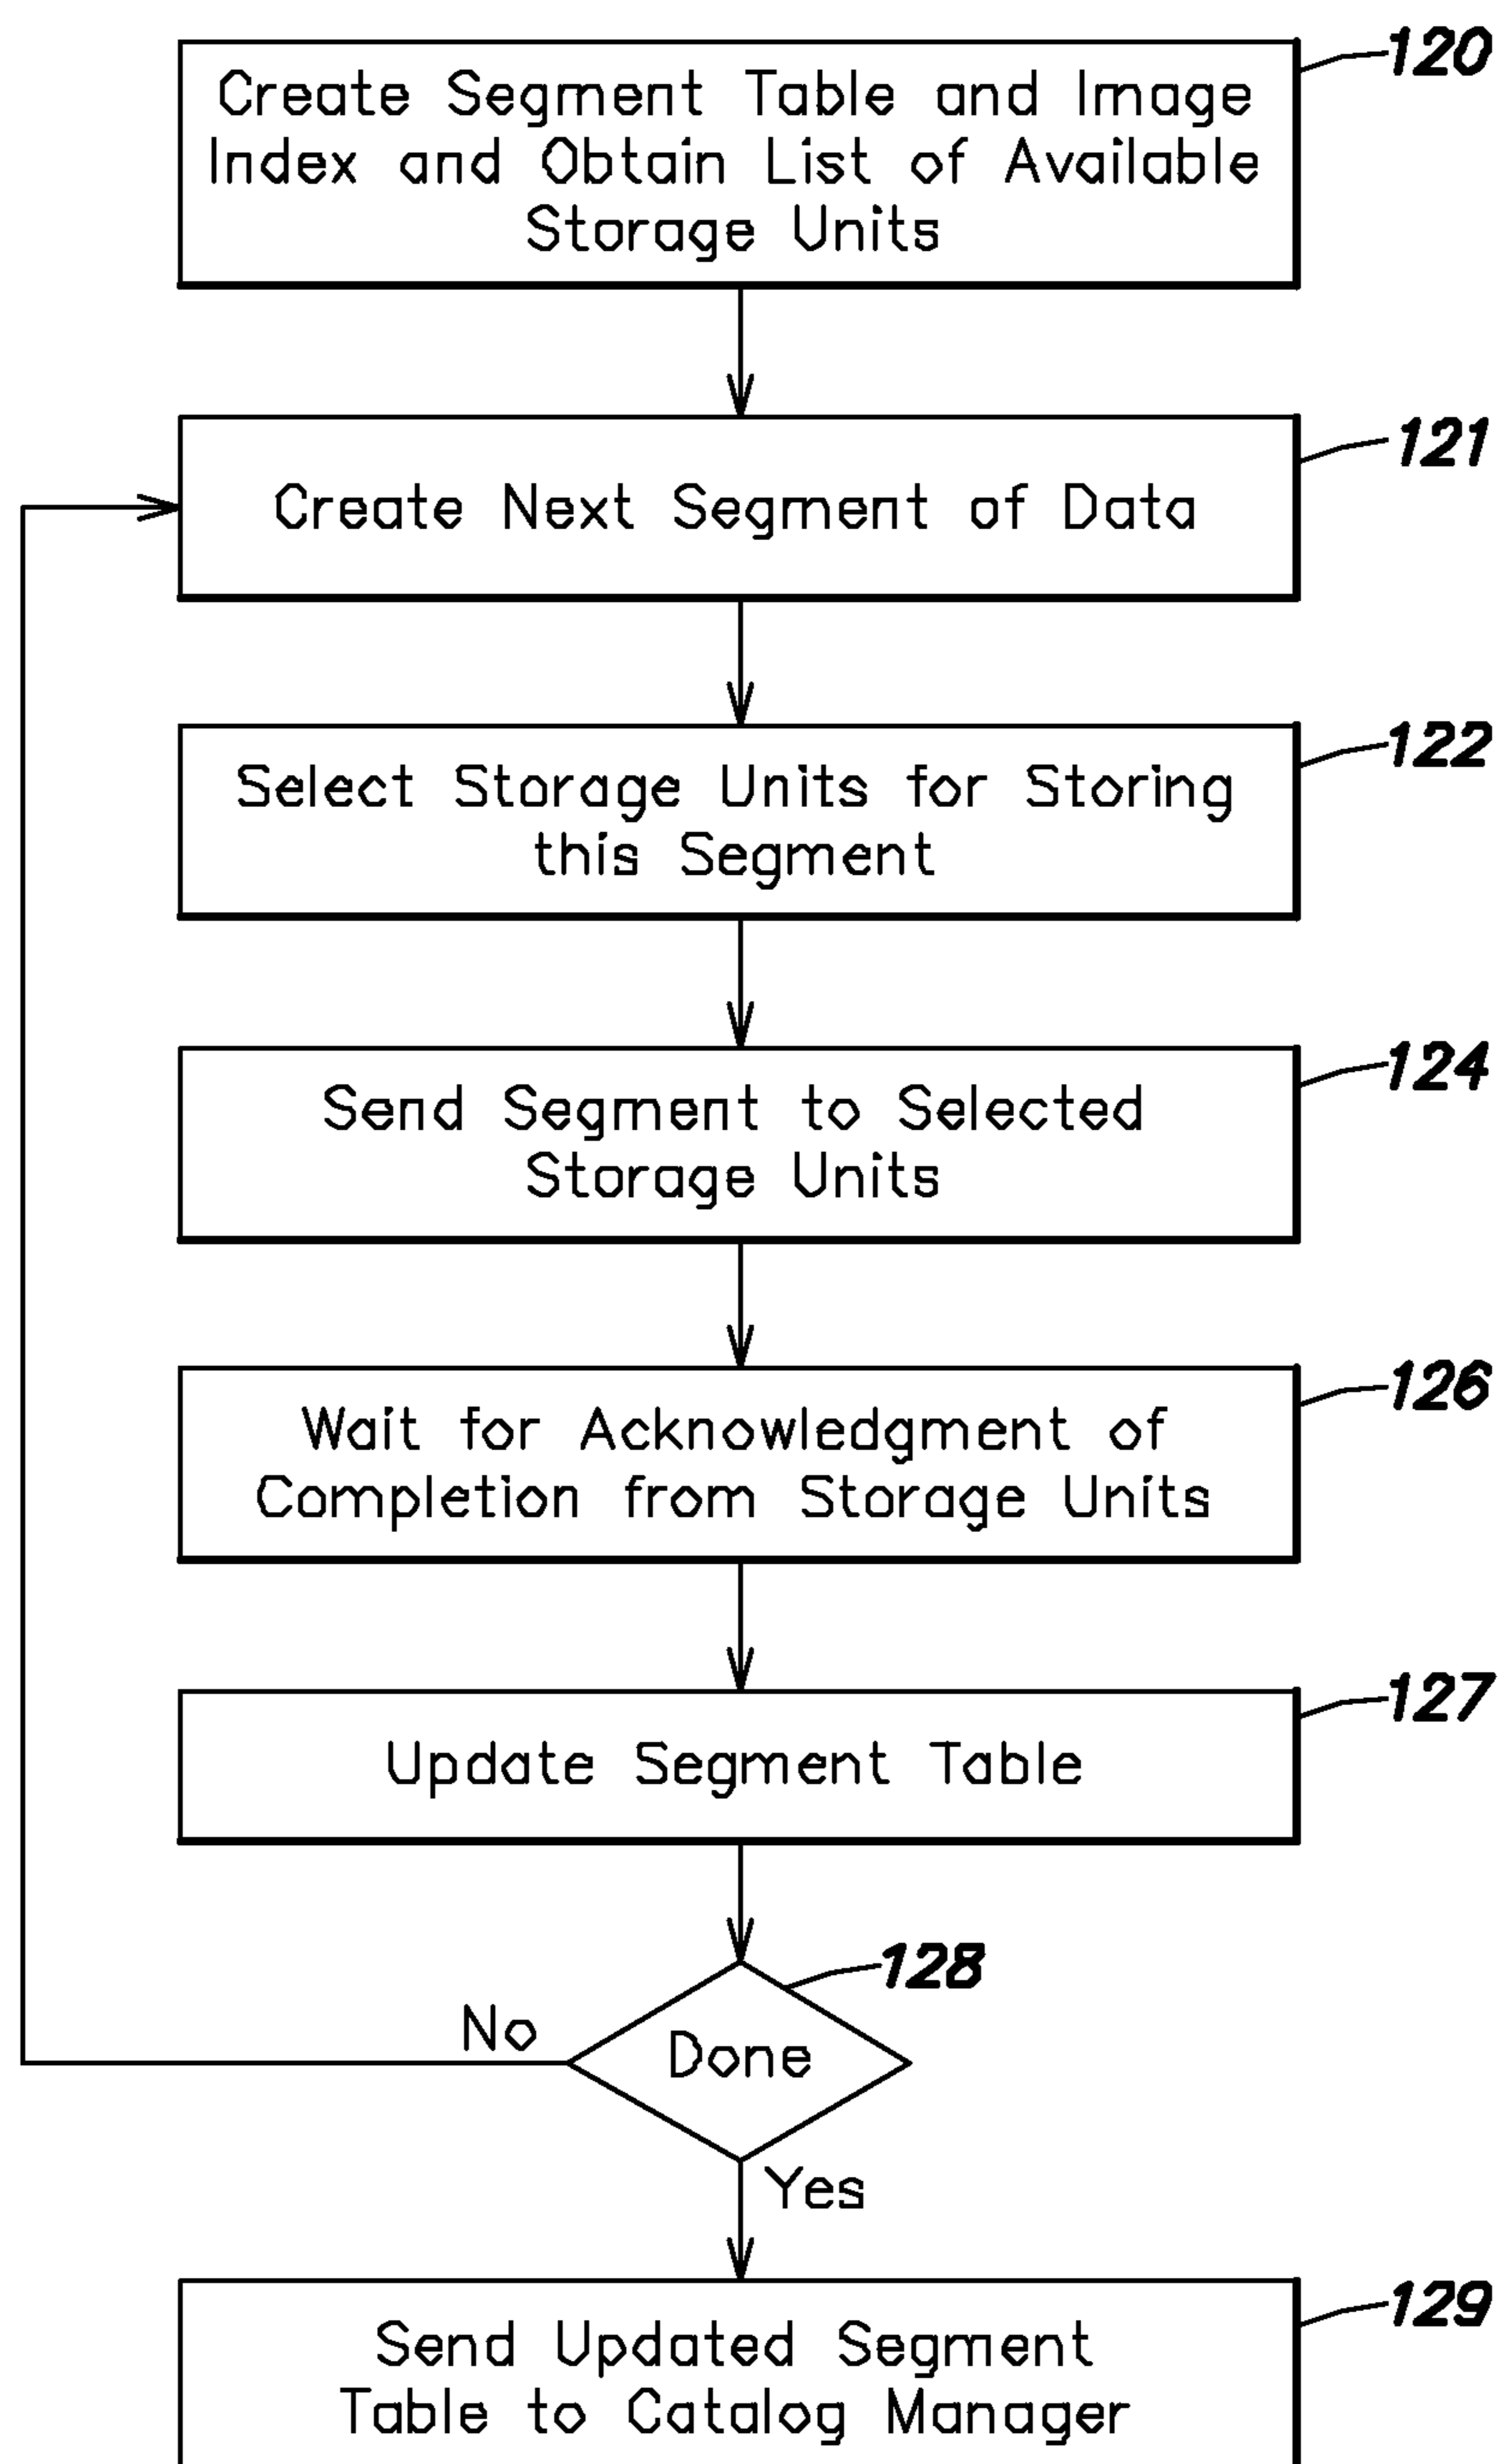 120
Create Segment Table and Image
Index and Obtain List of Available
Storage Units
121
Create Next Segment of Data
122
Select Storage Units for Storing
this Segment
124
Send Segment to Selected
Storage Units
126
Wait for Acknowledgment of
Completion from Storage Units
127
Update Segment Table
128
No
Done
Yes
129
Send Updated Segment
Table to Catalog Manager